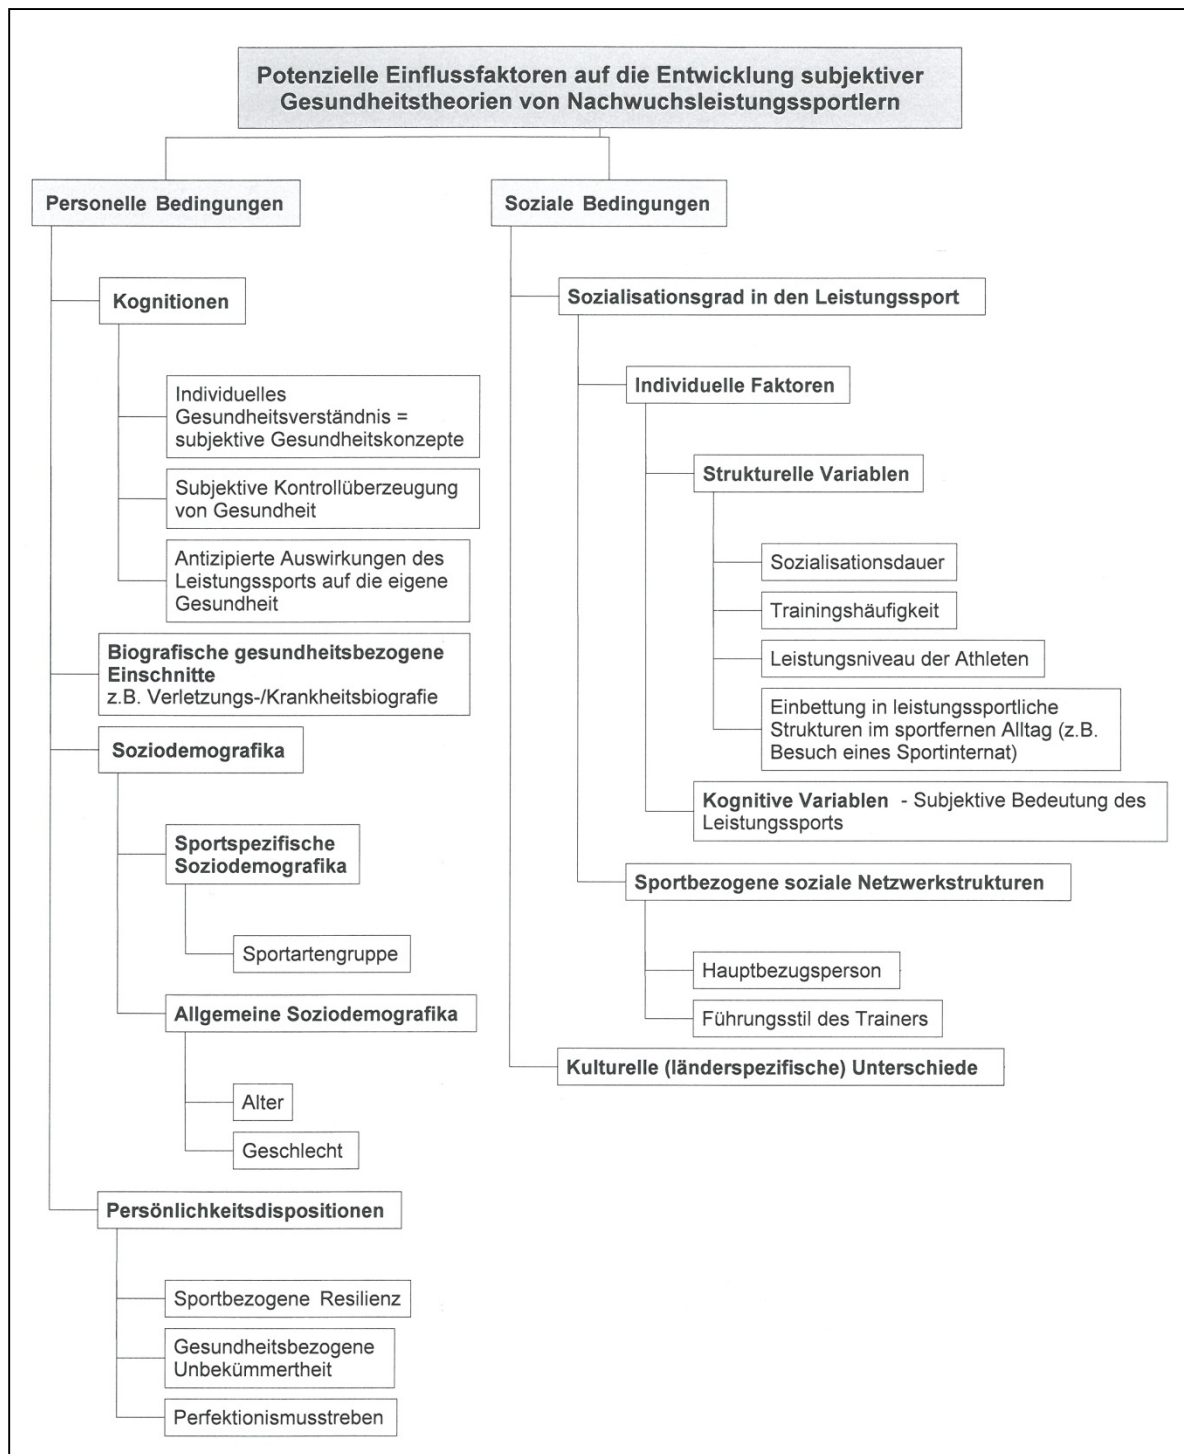 Potenzielle Einflussfaktoren auf die Entwicklung subjektiver
Gesundheitstheorien von Nachwuchsleistungssportlern
Personelle Bedingungen
Kognitionen
Individuelles
Gesundheitsverständnis =
subjektive Gesundheitskonzepte
Subjektive Kontrollüberzeugung
von Gesundheit
Antizipierte Auswirkungen des
Leistungssports auf die eigene
Gesundheit
Biografische gesundheitsbezogene
Einschnitte
z.B. Verletzungs-/Krankheitsbiografie
Soziodemografika
Sportspezifische
Soziodemografika
Sportartengruppe
Allgemeine Soziodemografika
Alter
Geschlecht
Persönlichkeitsdispositionen
Sportbezogene Resilienz
Gesundheitsbezogene
Unbekümmertheit
Perfektionismusstreben
Soziale Bedingungen
Sozialisationsgrad in den Leistungssport
Individuelle Faktoren
Strukturelle Variablen
Sozialisationsdauer
Trainingshäufigkeit
Leistungsniveau der Athleten
Einbettung in leistungssportliche
Strukturen im sportfernen Alltag (z.B.
Besuch eines Sportinternat)
Kognitive Variablen - Subjektive Bedeutung des
Leistungssports
Sportbezogene soziale Netzwerkstrukturen
Hauptbezugsperson
Führungsstil des Trainers
Kulturelle (länderspezifische) Unterschiede